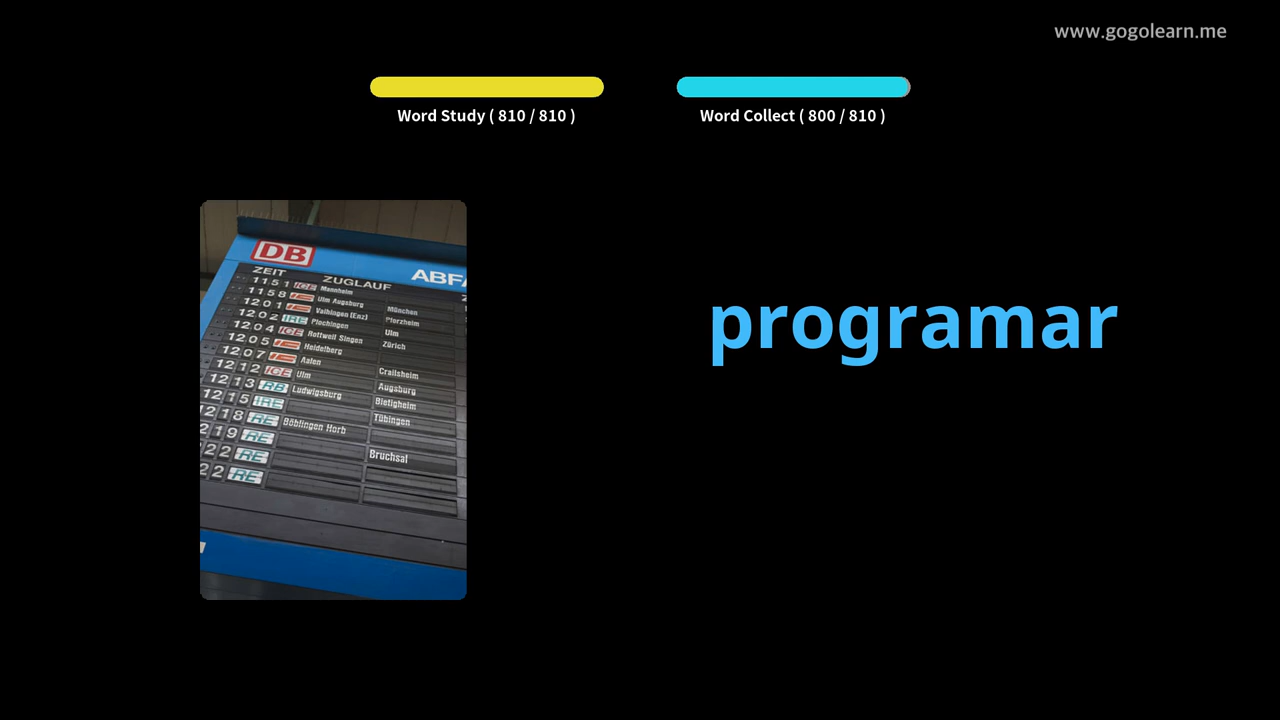 www.gogolearn.me
Word Study ( 810 / 810 )
Word Collect ( 800 / 810 )
programar
DB
ZEIT ZUGLAUF ABFA
1151 ICE Mannheim
1158 Ulm Augsburg München
1201 Vaihingen (Enz) Pforzheim
1202 IRE Plochingen Ulm
1204 ICE Rottweil Singen Zürich
1205 Heidelberg
1207 Aalen Crailsheim
1212 ICE Ulm Augsburg
1213 RB Ludwigsburg Bietigheim
1215 IRE Tübingen
1218 RE Böblingen Horb
219 RE
22 RE Bruchsal
22 RE